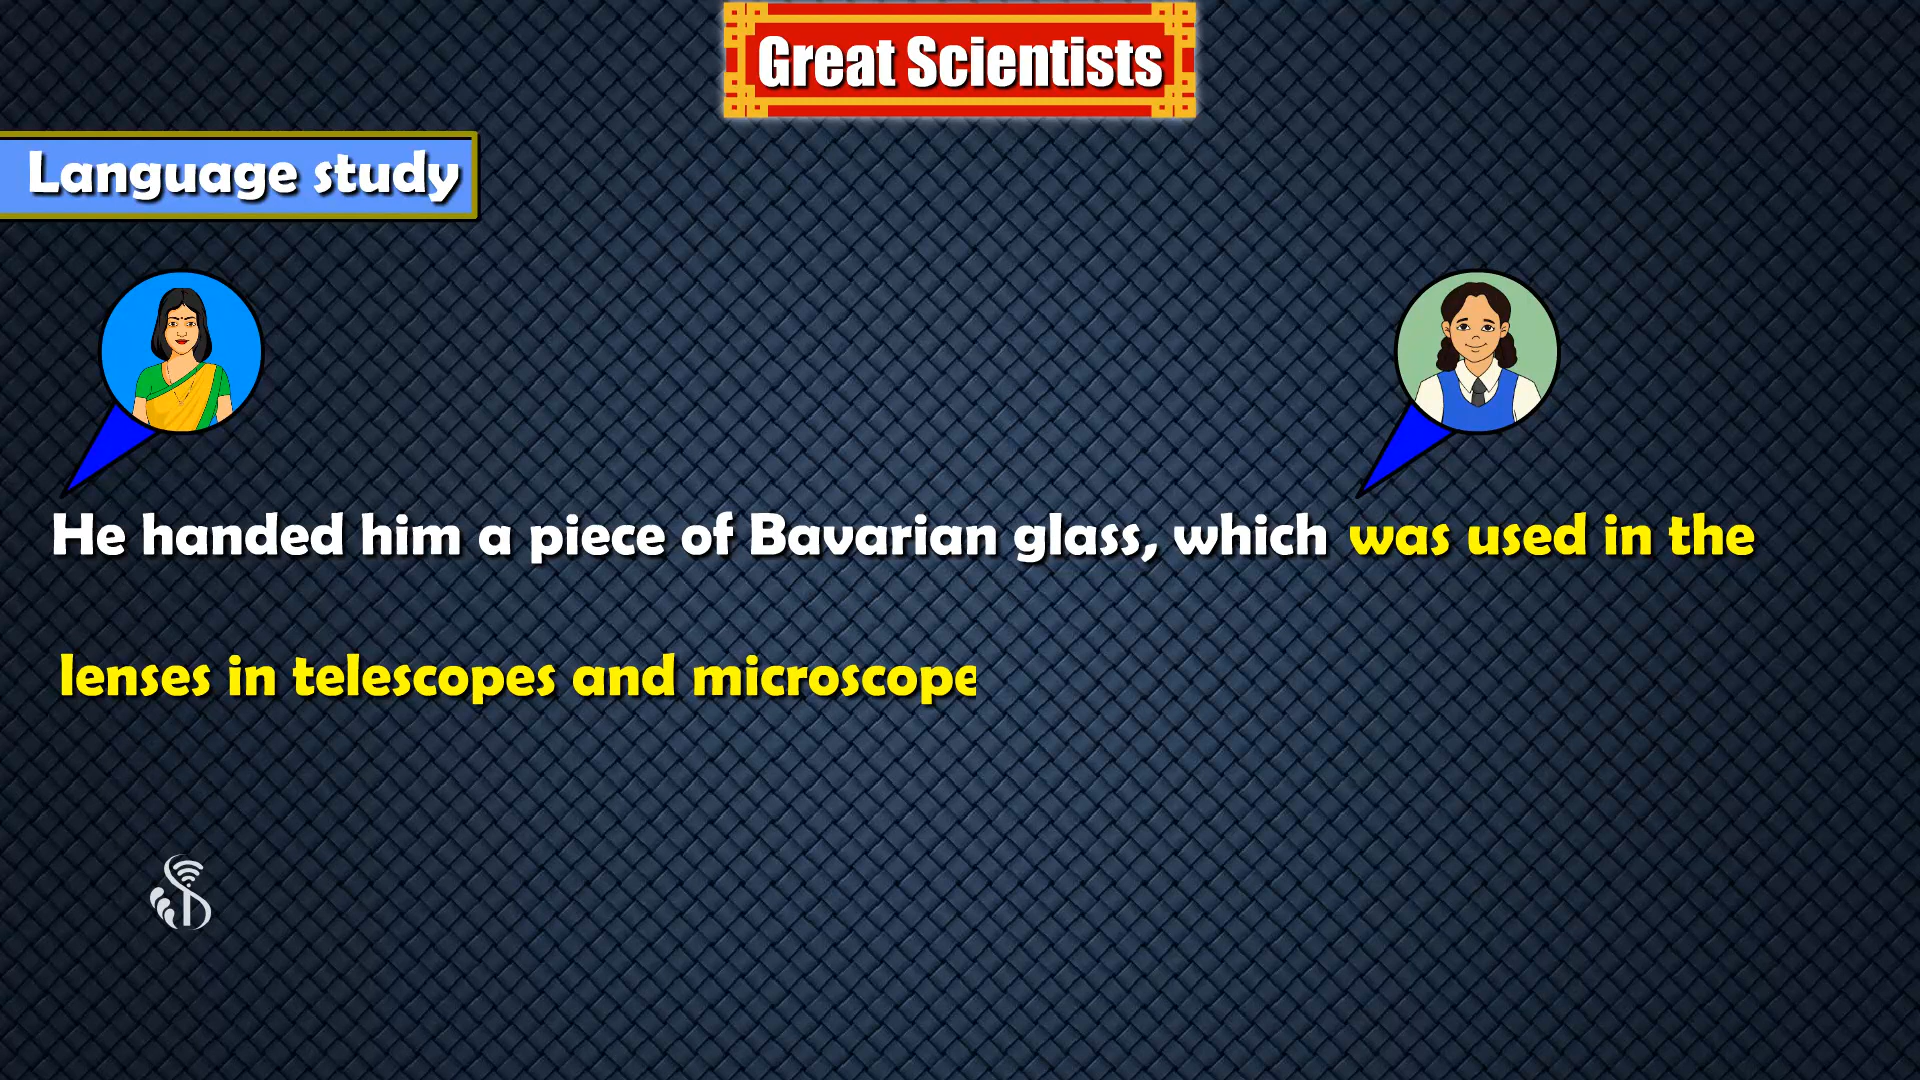 Great Scientists
Language study
He handed him a piece of Bavarian glass, which was used in the
lenses in telescopes and microscope